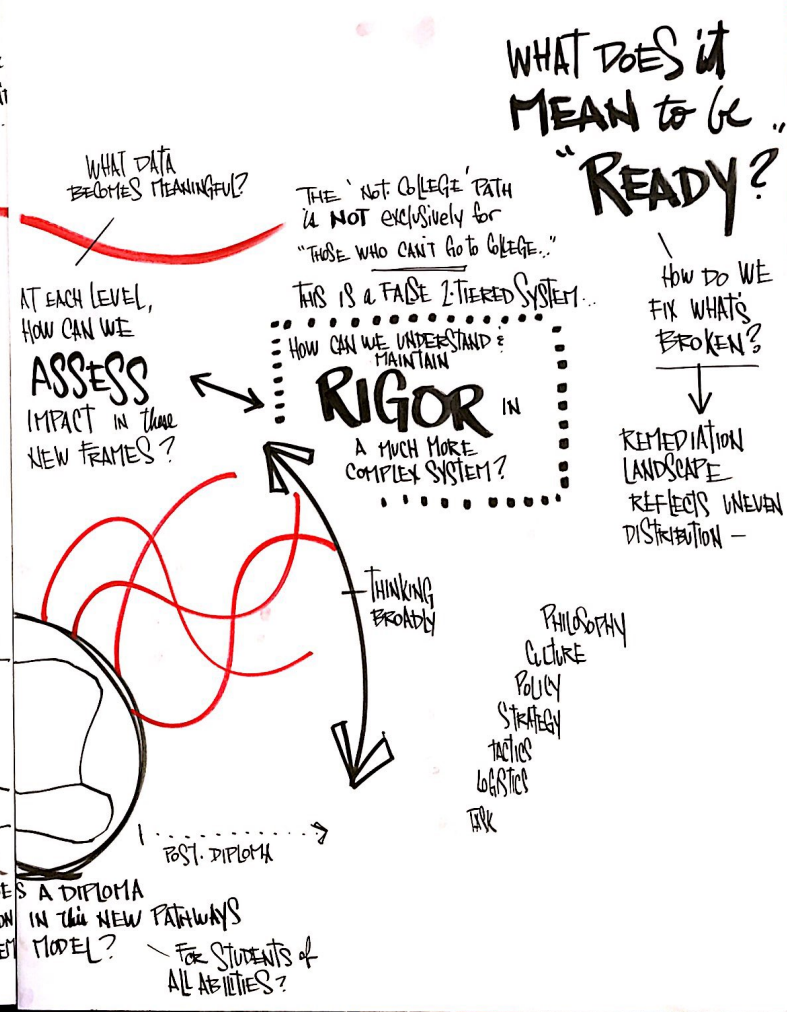 WHAT DOES it
MEAN to be
"READY?"
WHAT DATA
BECOMES MEANINGFUL?
THE 'NOT COLLEGE' PATH
is NOT exclusively for
"THOSE WHO CAN'T Go to COLLEGE..."
THIS IS a FALSE 2-TIERED SYSTEM...
HOW DO WE
FIX WHAT'S
BROKEN?
AT EACH LEVEL,
HOW CAN WE
ASSESS
IMPACT IN these
NEW FRAMES?
HOW CAN WE UNDERSTAND &
MAINTAIN
RIGOR IN
A MUCH MORE
COMPLEX SYSTEM?
REMEDIATION
LANDSCAPE
REFLECTS UNEVEN
DISTRIBUTION —
THINKING
BROADLY
PHILOSOPHY
CULTURE
POLICY
STRATEGY
TACTICS
LOGISTICS
TASK
POST-DIPLOMA
A DIPLOMA
IN this NEW PATHWAYS
MODEL?
FOR STUDENTS of
ALL ABILITIES?